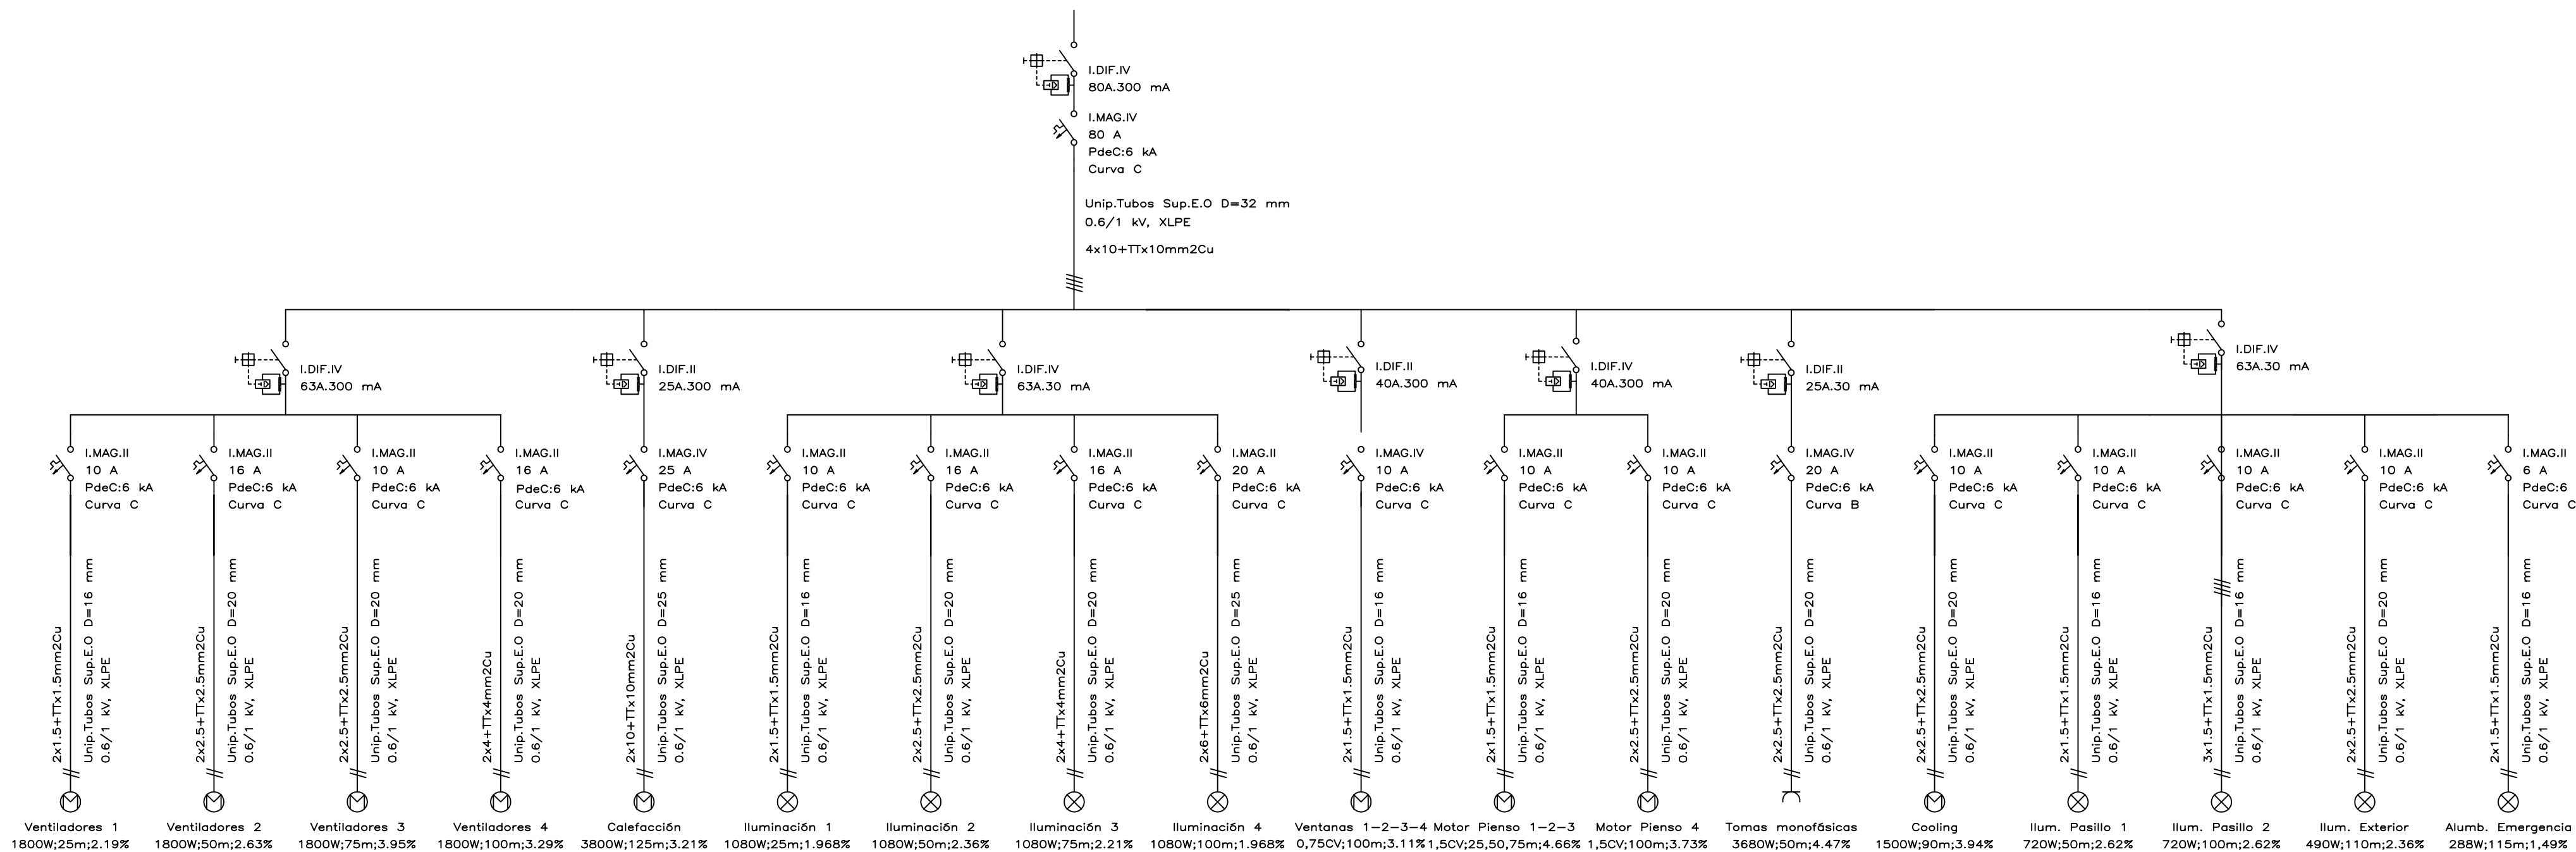 I.DIF.IV
80A.300 mA
I.MAG.IV
80 A
PdeC:6 kA
Curva C
Unip.Tubos Sup.E.O D=32 mm
0.6/1 kV, XLPE
4x10+TTx10mm2Cu
I.DIF.IV
63A.300 mA
I.DIF.II
25A.300 mA
I.DIF.IV
63A.30 mA
I.DIF.II
40A.300 mA
I.DIF.IV
40A.300 mA
I.DIF.II
25A.30 mA
I.DIF.IV
63A.30 mA
I.MAG.II
10 A
PdeC:6 kA
Curva C
2x1.5+TTx1.5mm2Cu
Unip.Tubos Sup.E.O D=16 mm
0.6/1 kV, XLPE
Ventiladores 1
1800W;25m;2.19%
I.MAG.II
16 A
PdeC:6 kA
Curva C
2x2.5+TTx2.5mm2Cu
Unip.Tubos Sup.E.O D=20 mm
0.6/1 kV, XLPE
Ventiladores 2
1800W;50m;2.63%
I.MAG.II
10 A
PdeC:6 kA
Curva C
2x2.5+TTx2.5mm2Cu
Unip.Tubos Sup.E.O D=20 mm
0.6/1 kV, XLPE
Ventiladores 3
1800W;75m;3.95%
I.MAG.II
16 A
PdeC:6 kA
Curva C
2x4+TTx4mm2Cu
Unip.Tubos Sup.E.O D=20 mm
0.6/1 kV, XLPE
Ventiladores 4
1800W;100m;3.29%
I.MAG.IV
25 A
PdeC:6 kA
Curva C
2x10+TTx10mm2Cu
Unip.Tubos Sup.E.O D=25 mm
0.6/1 kV, XLPE
Calefacción
3800W;125m;3.21%
I.MAG.II
10 A
PdeC:6 kA
Curva C
2x1.5+TTx1.5mm2Cu
Unip.Tubos Sup.E.O D=16 mm
0.6/1 kV, XLPE
Iluminación 1
1080W;25m;1.968%
I.MAG.II
16 A
PdeC:6 kA
Curva C
2x2.5+TTx2.5mm2Cu
Unip.Tubos Sup.E.O D=20 mm
0.6/1 kV, XLPE
Iluminación 2
1080W;50m;2.36%
I.MAG.II
16 A
PdeC:6 kA
Curva C
2x4+TTx4mm2Cu
Unip.Tubos Sup.E.O D=20 mm
0.6/1 kV, XLPE
Iluminación 3
1080W;75m;2.21%
I.MAG.II
20 A
PdeC:6 kA
Curva C
2x6+TTx6mm2Cu
Unip.Tubos Sup.E.O D=25 mm
0.6/1 kV, XLPE
Iluminación 4
1080W;100m;1.968%
I.MAG.IV
10 A
PdeC:6 kA
Curva C
2x1.5+TTx1.5mm2Cu
Unip.Tubos Sup.E.O D=16 mm
0.6/1 kV, XLPE
Ventanas 1-2-3-4
0,75CV;100m;3.11%
I.MAG.II
10 A
PdeC:6 kA
Curva C
2x1.5+TTx1.5mm2Cu
Unip.Tubos Sup.E.O D=16 mm
0.6/1 kV, XLPE
Motor Pienso 1-2-3
1,5CV;25,50,75m;4.66%
I.MAG.II
10 A
PdeC:6 kA
Curva C
2x2.5+TTx2.5mm2Cu
Unip.Tubos Sup.E.O D=20 mm
0.6/1 kV, XLPE
Motor Pienso 4
1,5CV;100m;3.73%
I.MAG.IV
20 A
PdeC:6 kA
Curva B
2x2.5+TTx2.5mm2Cu
Unip.Tubos Sup.E.O D=20 mm
0.6/1 kV, XLPE
Tomas monofásicas
3680W;50m;4.47%
I.MAG.II
10 A
PdeC:6 kA
Curva C
2x2.5+TTx2.5mm2Cu
Unip.Tubos Sup.E.O D=20 mm
0.6/1 kV, XLPE
Cooling
1500W;90m;3.94%
I.MAG.II
10 A
PdeC:6 kA
Curva C
2x1.5+TTx1.5mm2Cu
Unip.Tubos Sup.E.O D=16 mm
0.6/1 kV, XLPE
Ilum. Pasillo 1
720W;50m;2.62%
I.MAG.II
10 A
PdeC:6 kA
Curva C
3x1.5+TTx1.5mm2Cu
Unip.Tubos Sup.E.O D=16 mm
0.6/1 kV, XLPE
Ilum. Pasillo 2
720W;100m;2.62%
I.MAG.II
10 A
PdeC:6 kA
Curva C
2x2.5+TTx2.5mm2Cu
Unip.Tubos Sup.E.O D=20 mm
0.6/1 kV, XLPE
Ilum. Exterior
490W;110m;2.36%
I.MAG.II
6 A
PdeC:6
Curva C
2x1.5+TTx1.5mm2Cu
Unip.Tubos Sup.E.O D=16 mm
0.6/1 kV, XLPE
Alumb. Emergencia
288W;115m;1,49%